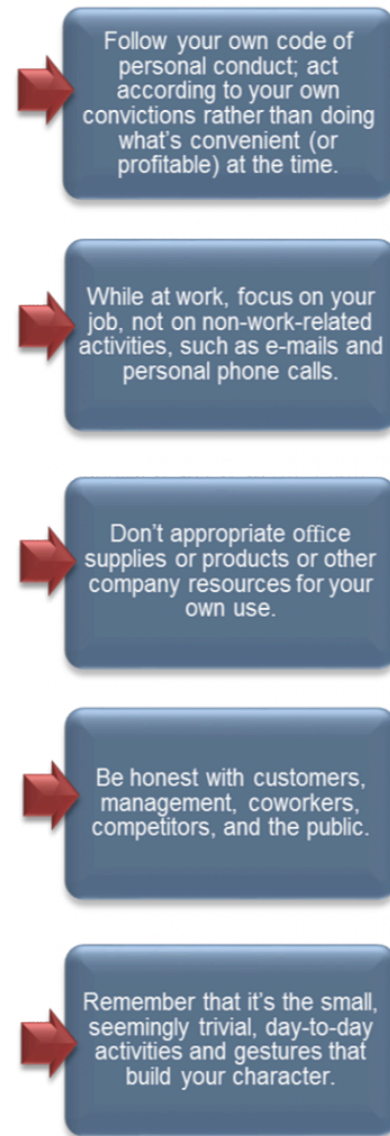 Follow your own code of
personal conduct; act
according to your own
convictions rather than doing
what's convenient (or
profitable) at the time.
While at work, focus on your
job, not on non-work-related
activities, such as e-mails and
personal phone calls.
Don't appropriate office
supplies or products or other
company resources for your
own use.
Be honest with customers,
management, coworkers,
competitors, and the public.
Remember that it's the small,
seemingly trivial, day-to-day
activities and gestures that
build your character.